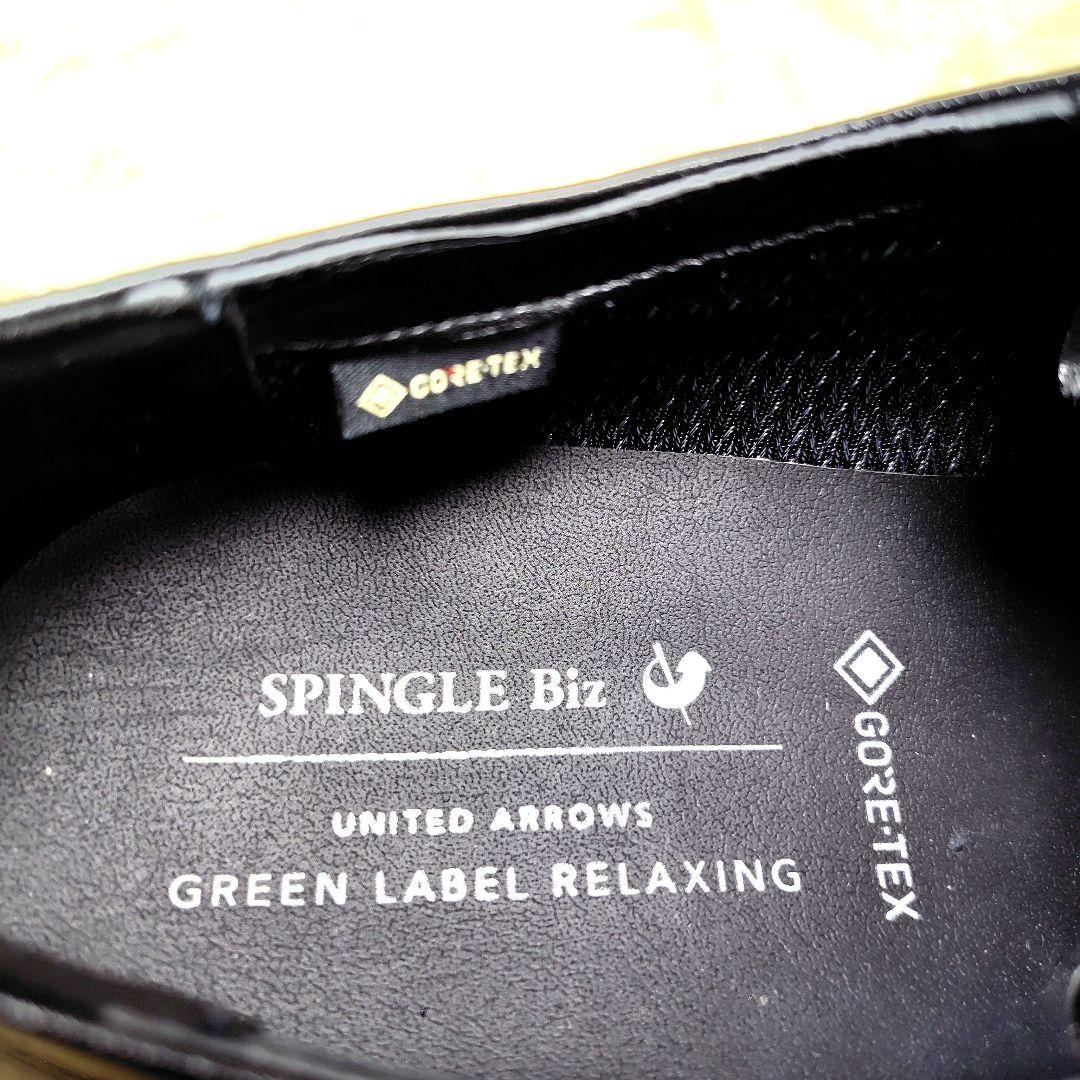 GORE-TEX
SPINGLE Biz
UNITED ARROWS
GREEN LABEL RELAXING
GORE-TEX